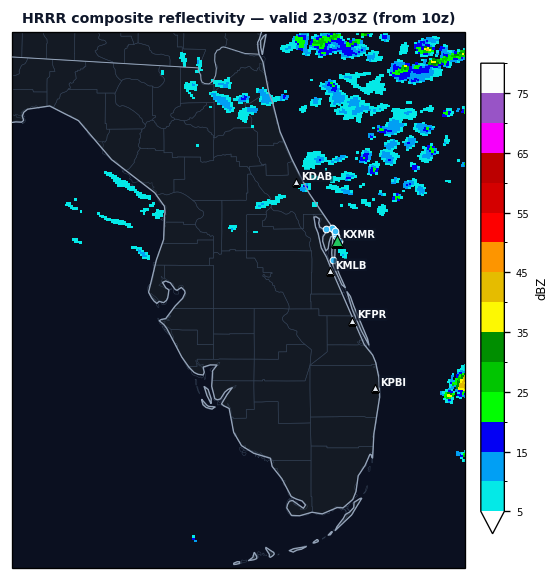 HRRR composite reflectivity — valid 23/03Z (from 10z)
KDAB
KXMR
KMLB
KFPR
KPBI
75
65
55
45
35
25
15
5
dBZ